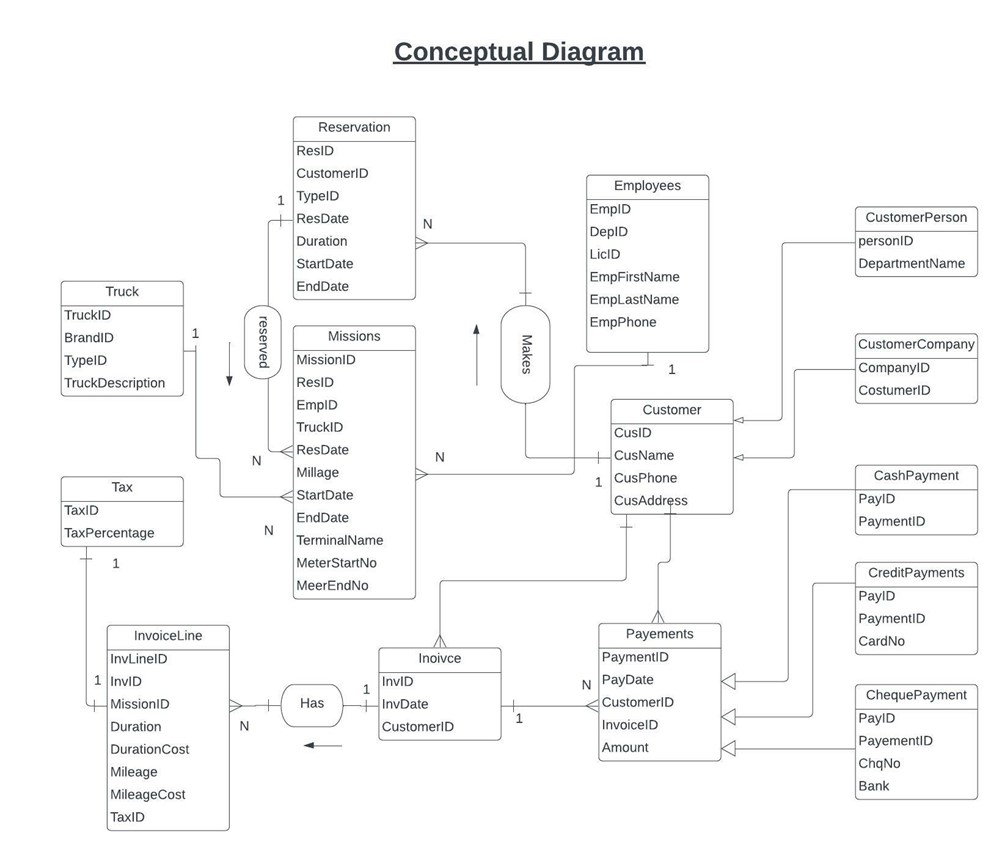 Conceptual Diagram
Reservation
ResID
CustomerID
TypeID
ResDate
Duration
StartDate
EndDate
1
N
Employees
EmpID
DepID
LicID
EmpFirstName
EmpLastName
EmpPhone
1
CustomerPerson
personID
DepartmentName
Truck
TruckID
BrandID
TypeID
TruckDescription
1
reserved
Makes
Missions
MissionID
ResID
EmpID
TruckID
ResDate
Millage
StartDate
EndDate
TerminalName
MeterStartNo
MeerEndNo
N
N
N
CustomerCompany
CompanyID
CostumerID
Customer
CusID
CusName
CusPhone
CusAddress
1
Tax
TaxID
TaxPercentage
1
CashPayment
PayID
PaymentID
CreditPayments
PayID
PaymentID
CardNo
InvoiceLine
InvLineID
InvID
MissionID
Duration
DurationCost
Mileage
MileageCost
TaxID
1
N
Has
1
Inoivce
InvID
InvDate
CustomerID
1
N
Payements
PaymentID
PayDate
CustomerID
InvoiceID
Amount
ChequePayment
PayID
PayementID
ChqNo
Bank